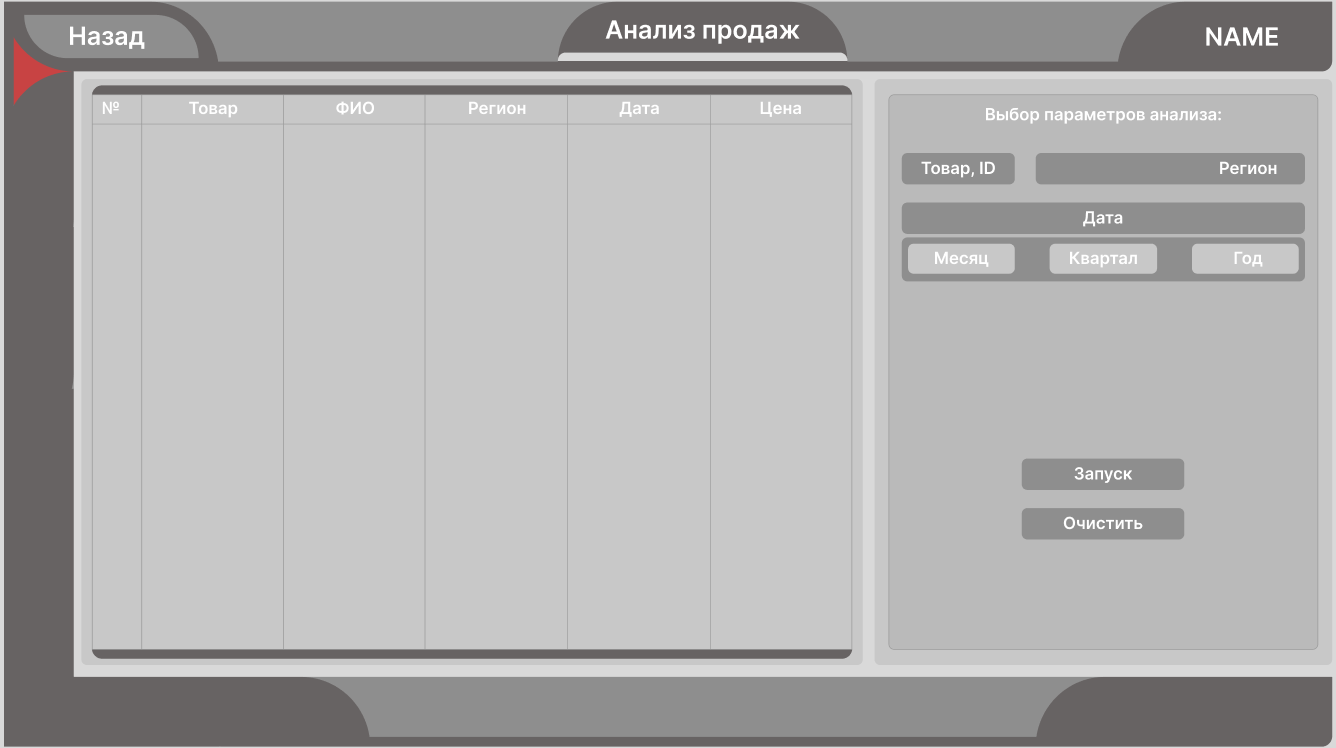 Назад
Анализ продаж
NAME
№ Товар ФИО Регион Дата Цена
Выбор параметров анализа:
Товар, ID Регион
Дата
Месяц Квартал Год
Запуск
Очистить